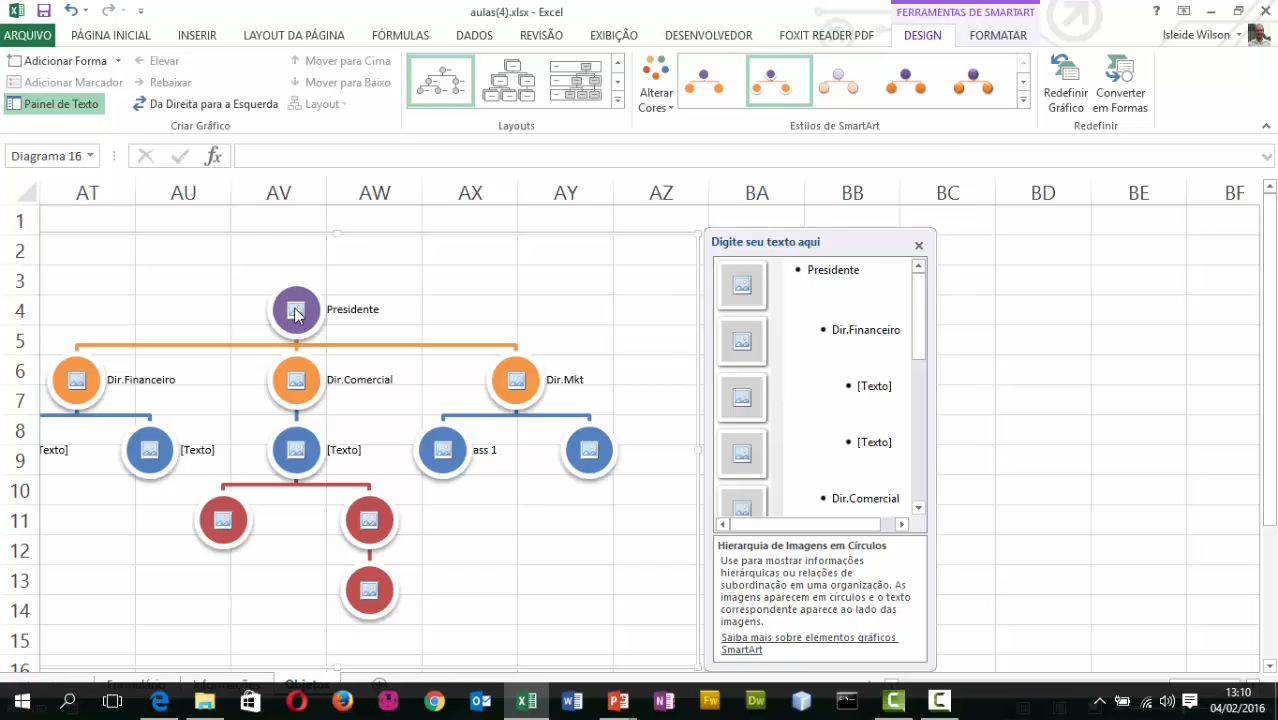 aulas(4).xlsx - Excel
FERRAMENTAS DE SMARTART
ARQUIVO PÁGINA INICIAL INSERIR LAYOUT DA PÁGINA FÓRMULAS DADOS REVISÃO EXIBIÇÃO DESENVOLVEDOR FOXIT READER PDF DESIGN FORMATAR Isleide Wilson
Adicionar Forma Elevar Mover para Cima
Adicionar Marcador Rebaixar Mover para Baixo
Painel de Texto Da Direita para a Esquerda Layout
Alterar Cores
Redefinir Gráfico
Converter em Formas
Criar Gráfico Layouts Estilos de SmartArt Redefinir
Diagrama 16 fx
AT AU AV AW AX AY AZ BA BB BC BD BE BF
1
2
3
4
5
6
7
8
9
10
11
12
13
14
15
16
Presidente
Dir.Financeiro Dir.Comercial Dir.Mkt
Texto] [Texto] [Texto] ass 1
Digite seu texto aqui
Presidente
Dir.Financeiro
[Texto]
[Texto]
Dir.Comercial
Hierarquia de Imagens em Círculos
Use para mostrar informações
hierárquicas ou relações de
subordinação em uma organização. As
imagens aparecem em círculos e o texto
correspondente aparece ao lado das
imagens.
Saiba mais sobre elementos gráficos
SmartArt
Formulário Informações Objetos
Fw Dw
13:10
04/02/2016